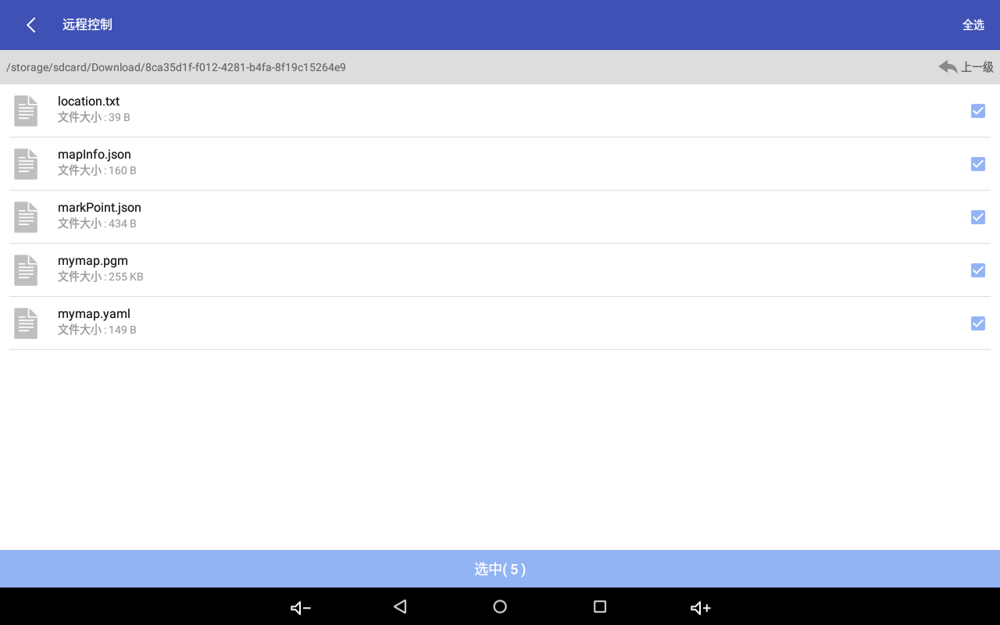 远程控制
全选
/storage/sdcard/Download/8ca35d1f-f012-4281-b4fa-8f19c15264e9
上一级
location.txt
文件大小 : 39 B
mapInfo.json
文件大小 : 160 B
markPoint.json
文件大小 : 434 B
mymap.pgm
文件大小 : 255 KB
mymap.yaml
文件大小 : 149 B
选中( 5 )